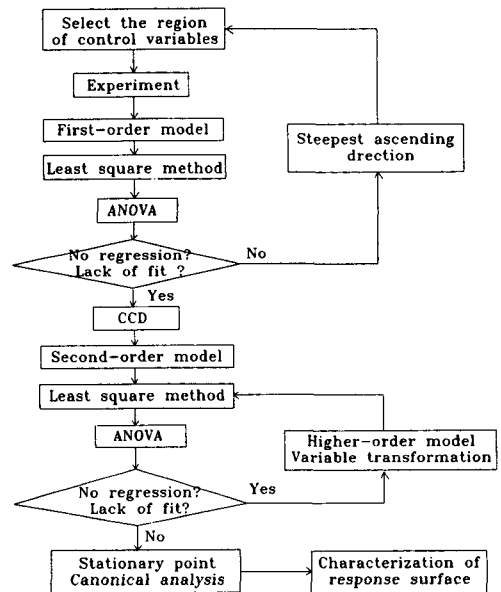 Select the region
of control variables
Experiment
First-order model
Steepest ascending
drection
Least square method
ANOVA
No regression?
Lack of fit ?
No
Yes
CCD
Second-order model
Least square method
ANOVA
Higher-order model
Variable transformation
No regression?
Lack of fit?
Yes
No
Stationary point
Canonical analysis
Characterization of
response surface